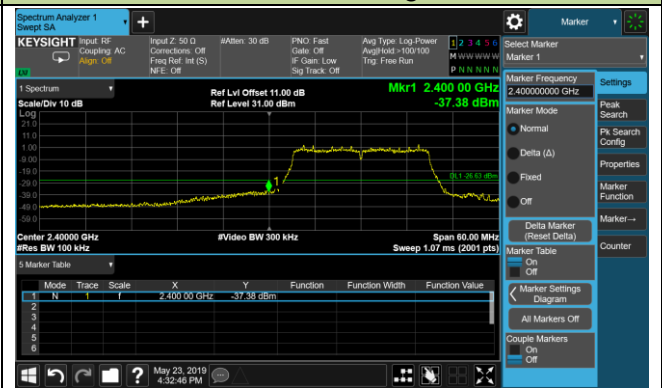 Spectrum Analyzer 1
Swept SA
Marker
KEYSIGHT
Input: RF
Coupling: AC
Align: Off
Input Z: 50 Ω
Corrections: Off
Freq Ref: Int (S)
NFE: Off
#Atten: 30 dB
PNO: Fast
Gate: Off
IF Gain: Low
Sig Track: Off
Avg Type: Log-Power
Avg|Hold:>100/100
Trig: Free Run
1 2 3 4 5 6
M W W W W W
P N N N N N
LXI
1 Spectrum
Scale/Div 10 dB
Ref Lvl Offset 11.00 dB
Ref Level 31.00 dBm
Mkr1 2.400 00 GHz
-37.38 dBm
Log
21.0
11.0
1.00
-9.00
-19.0
-29.0
-39.0
-49.0
-59.0
1
DL1 -26.63 dBm
Center 2.40000 GHz
#Res BW 100 kHz
#Video BW 300 kHz
Span 60.00 MHz
Sweep 1.07 ms (2001 pts)
5 Marker Table
Mode Trace Scale X Y Function Function Width Function Value
1 N 1 f 2.400 00 GHz -37.38 dBm
2
3
4
5
6
May 23, 2019
4:32:46 PM
Select Marker
Marker 1
Marker Frequency
2.400000000 GHz
Marker Mode
Normal
Delta (Δ)
Fixed
Off
Delta Marker
(Reset Delta)
Marker Table
On
Off
Marker Settings
Diagram
All Markers Off
Couple Markers
On
Off
Settings
Peak
Search
Pk Search
Config
Properties
Marker
Function
Marker→
Counter